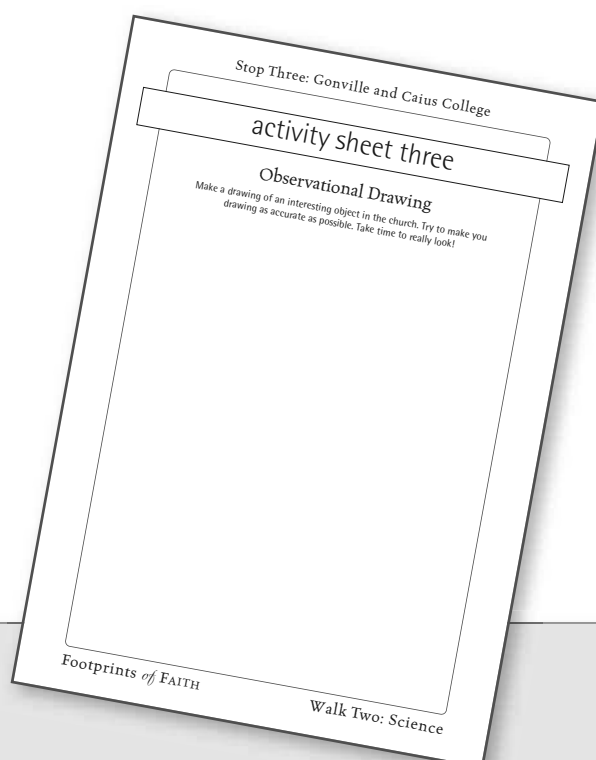 Stop Three: Gonville and Caius College
activity sheet three
Observational Drawing
Make a drawing of an interesting object in the church. Try to make you
drawing as accurate as possible. Take time to really look!
Footprints of FAITH
Walk Two: Science